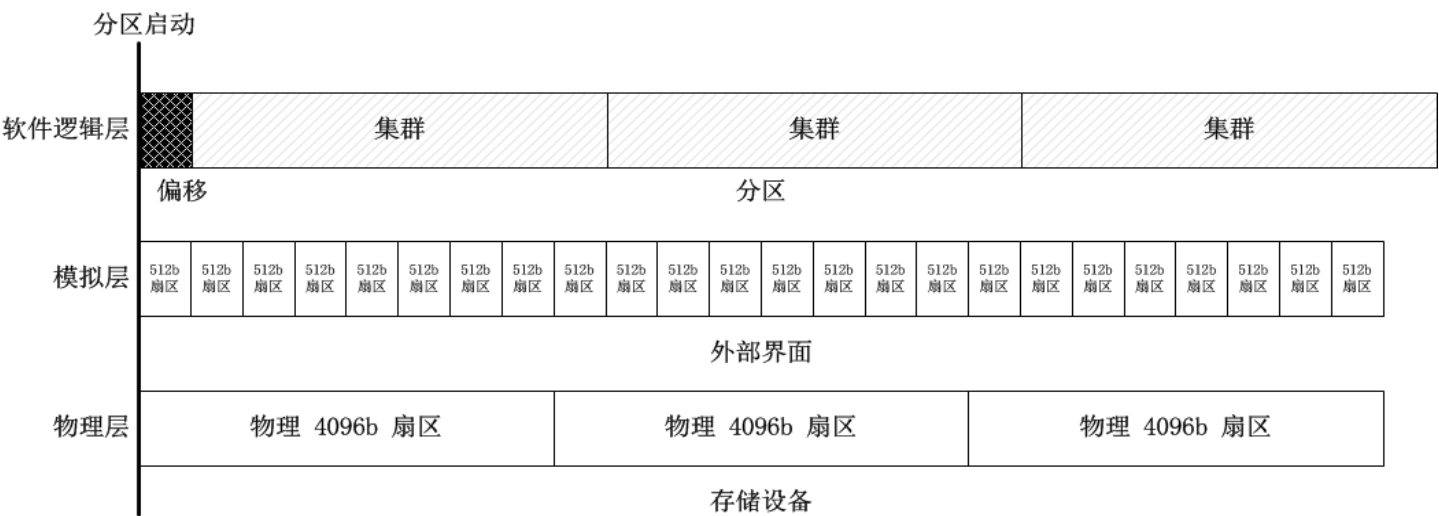 分区启动
软件逻辑层
集群 集群 集群
偏移 分区
模拟层
512b 512b 512b 512b 512b 512b 512b 512b 512b 512b 512b 512b 512b 512b 512b 512b 512b 512b 512b 512b 512b 512b 512b 512b
扇区 扇区 扇区 扇区 扇区 扇区 扇区 扇区 扇区 扇区 扇区 扇区 扇区 扇区 扇区 扇区 扇区 扇区 扇区 扇区 扇区 扇区 扇区 扇区
外部界面
物理层
物理 4096b 扇区 物理 4096b 扇区 物理 4096b 扇区
存储设备